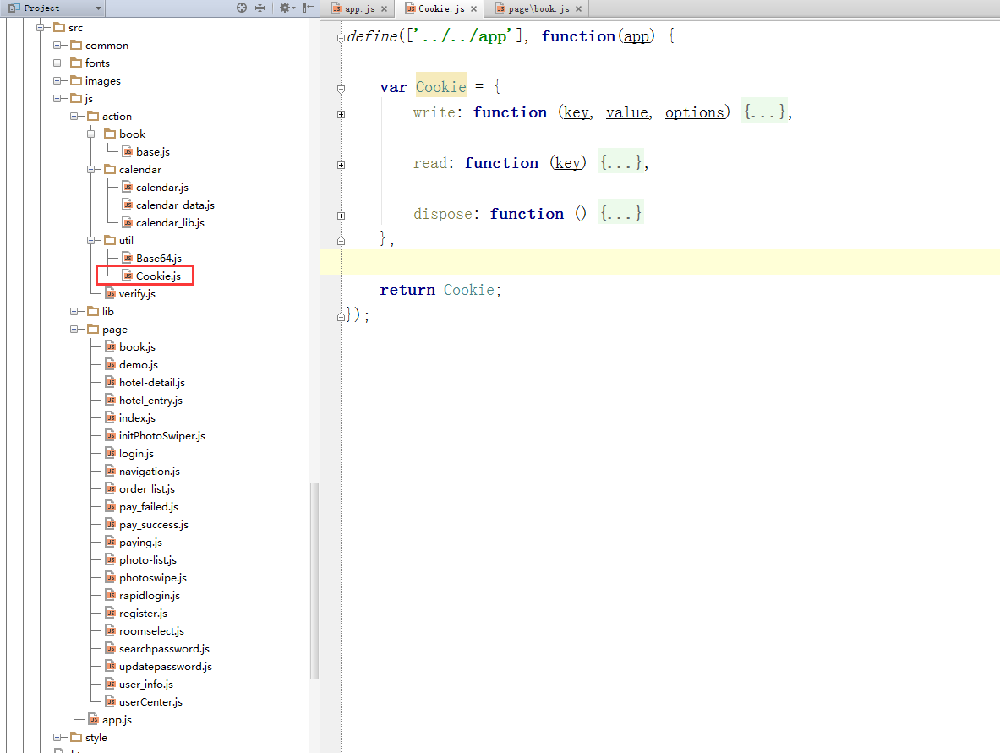 Project
src
common
fonts
images
js
action
book
base.js
calendar
calendar.js
calendar_data.js
calendar_lib.js
util
Base64.js
Cookie.js
verify.js
lib
page
book.js
demo.js
hotel-detail.js
hotel_entry.js
index.js
initPhotoSwiper.js
login.js
navigation.js
order_list.js
pay_failed.js
pay_success.js
paying.js
photo-list.js
photoswipe.js
rapidlogin.js
register.js
roomselect.js
searchpassword.js
updatepassword.js
user_info.js
userCenter.js
app.js
style
app.js Cookie.js page\book.js
define(['../../app'], function(app) {
var Cookie = {
write: function (key, value, options) {...},
read: function (key) {...},
dispose: function () {...}
};
return Cookie;
});